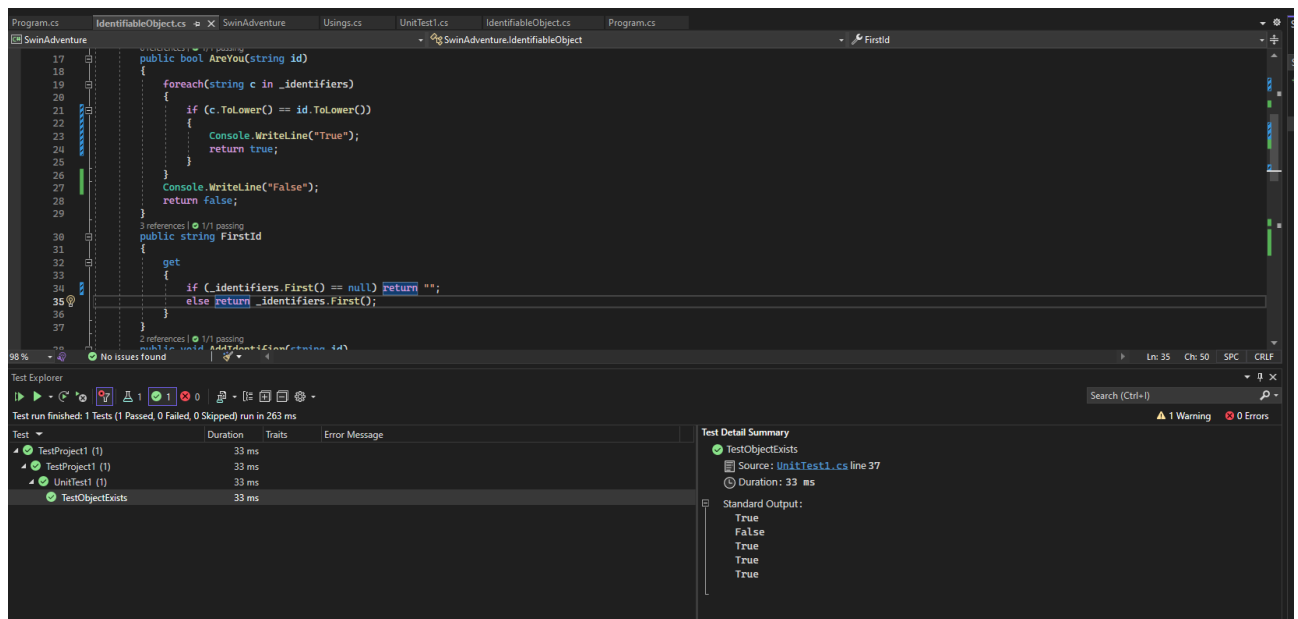 Program.cs IdentifiableObject.cs SwinAdventure Usings.cs UnitTest1.cs IdentifiableObject.cs Program.cs
SwinAdventure SwinAdventure.IdentifiableObject FirstId
1/1 passing
17 public bool AreYou(string id)
18 {
19 foreach(string c in _identifiers)
20 {
21 if (c.ToLower() == id.ToLower())
22 {
23 Console.WriteLine("True");
24 return true;
25 }
26 }
27 Console.WriteLine("False");
28 return false;
29 }
3 references | 1/1 passing
30 public string FirstId
31 {
32 get
33 {
34 if (_identifiers.First() == null) return "";
35 else return _identifiers.First();
36 }
37 }
2 references | 1/1 passing
public void AddIdentifier(string id)
98 % No issues found Ln: 35 Ch: 50 SPC CRLF
Test Explorer
1 1 0 Search (Ctrl+I)
Test run finished: 1 Tests (1 Passed, 0 Failed, 0 Skipped) run in 263 ms 1 Warning 0 Errors
Test Duration Traits Error Message
TestProject1 (1) 33 ms
TestProject1 (1) 33 ms
UnitTest1 (1) 33 ms
TestObjectExists 33 ms
Test Detail Summary
TestObjectExists
Source: UnitTest1.cs line 37
Duration: 33 ms
Standard Output:
True
False
True
True
True